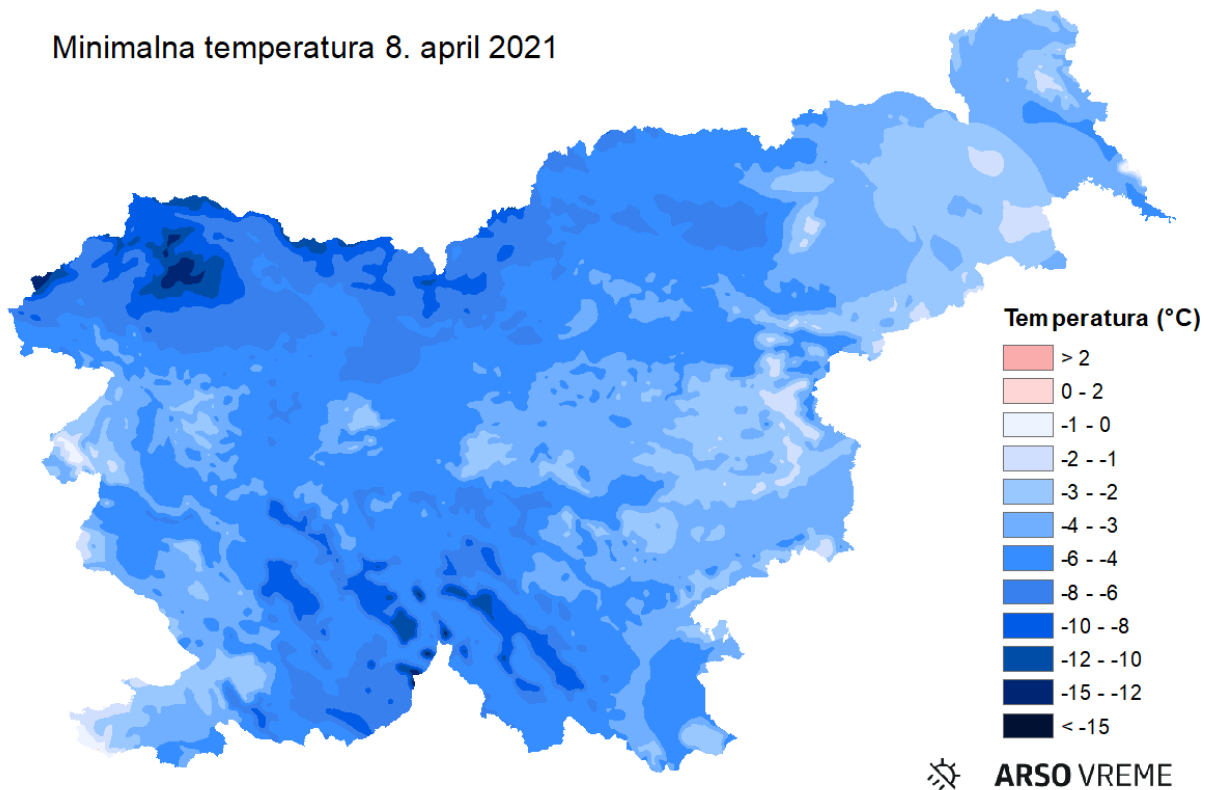 Minimalna temperatura 8. april 2021
Temperatura (°C)
> 2
0 - 2
-1 - 0
-2 - -1
-3 - -2
-4 - -3
-6 - -4
-8 - -6
-10 - -8
-12 - -10
-15 - -12
< -15
ARSO VREME